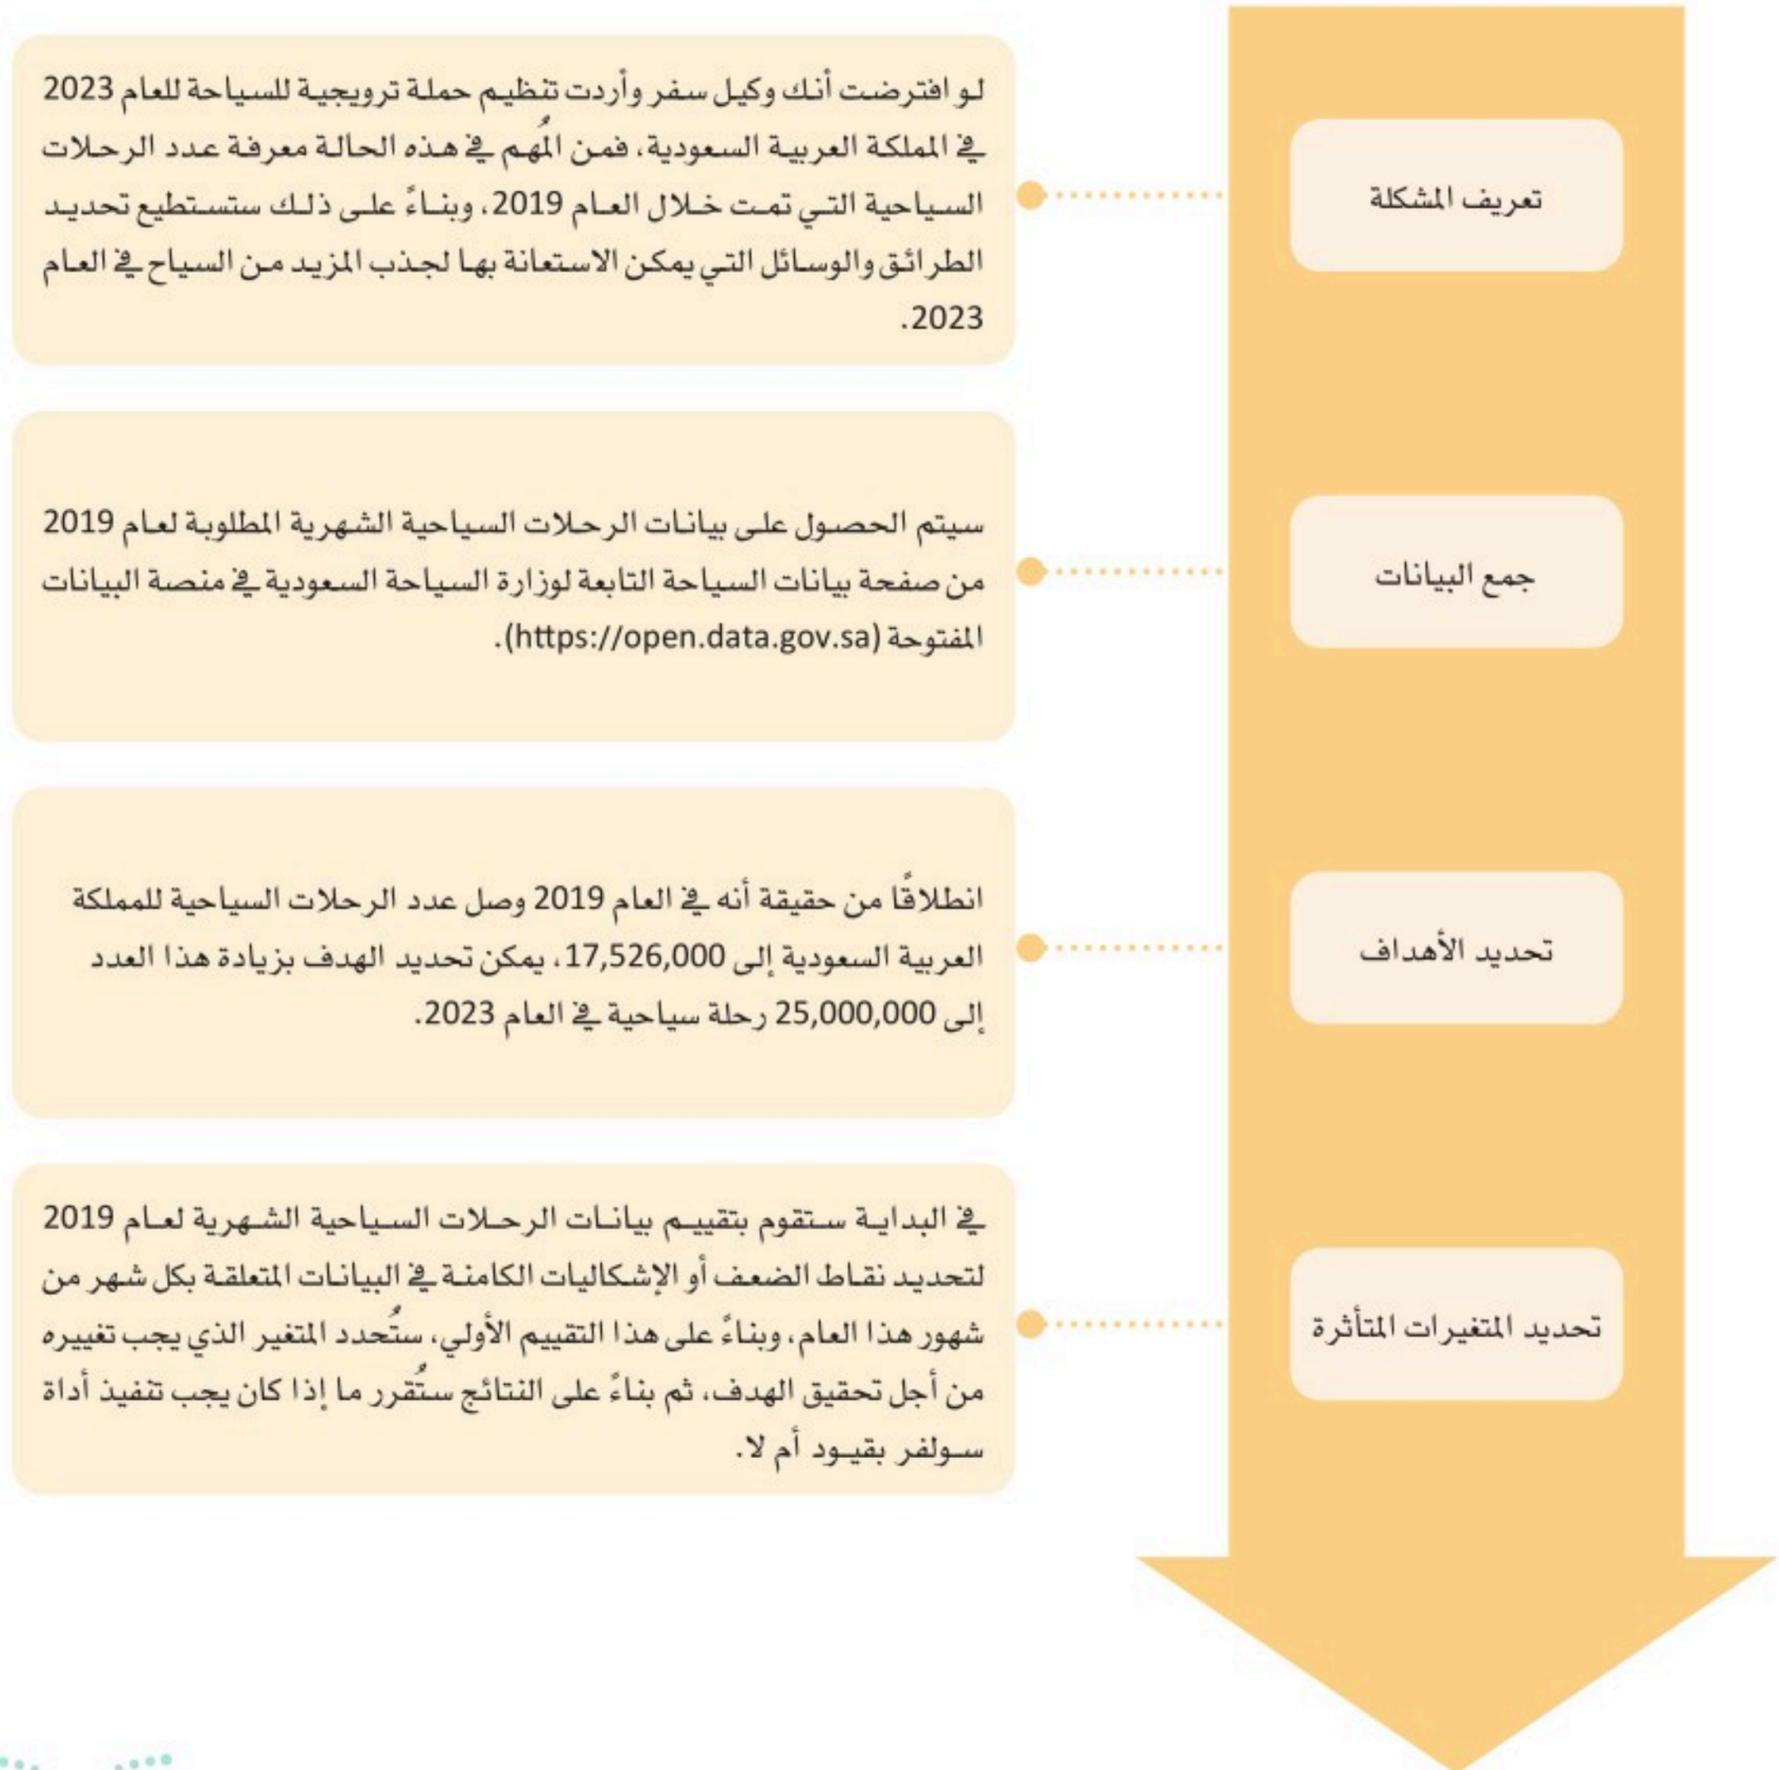 تعريف المشكلة
لو افترضت أنك وكيل سفر وأردت تنظيم حملة ترويجية للسياحة للعام 2023
في المملكة العربية السعودية، فمن المُهم في هذه الحالة معرفة عدد الرحلات
السياحية التي تمت خلال العام 2019، وبناءً على ذلك ستستطيع تحديد
الطرائق والوسائل التي يمكن الاستعانة بها لجذب المزيد من السياح في العام
2023.
جمع البيانات
سيتم الحصول على بيانات الرحلات السياحية الشهرية المطلوبة لعام 2019
من صفحة بيانات السياحة التابعة لوزارة السياحة السعودية في منصة البيانات
المفتوحة (https://open.data.gov.sa).
تحديد الأهداف
انطلاقًا من حقيقة أنه في العام 2019 وصل عدد الرحلات السياحية للمملكة
العربية السعودية إلى 17,526,000، يمكن تحديد الهدف بزيادة هذا العدد
إلى 25,000,000 رحلة سياحية في العام 2023.
تحديد المتغيرات المتأثرة
في البداية ستقوم بتقييم بيانات الرحلات السياحية الشهرية لعام 2019
لتحديد نقاط الضعف أو الإشكاليات الكامنة في البيانات المتعلقة بكل شهر من
شهور هذا العام، وبناءً على هذا التقييم الأولي، ستُحدد المتغير الذي يجب تغييره
من أجل تحقيق الهدف، ثم بناءً على النتائج ستُقرر ما إذا كان يجب تنفيذ أداة
سولفر بقيود أم لا.